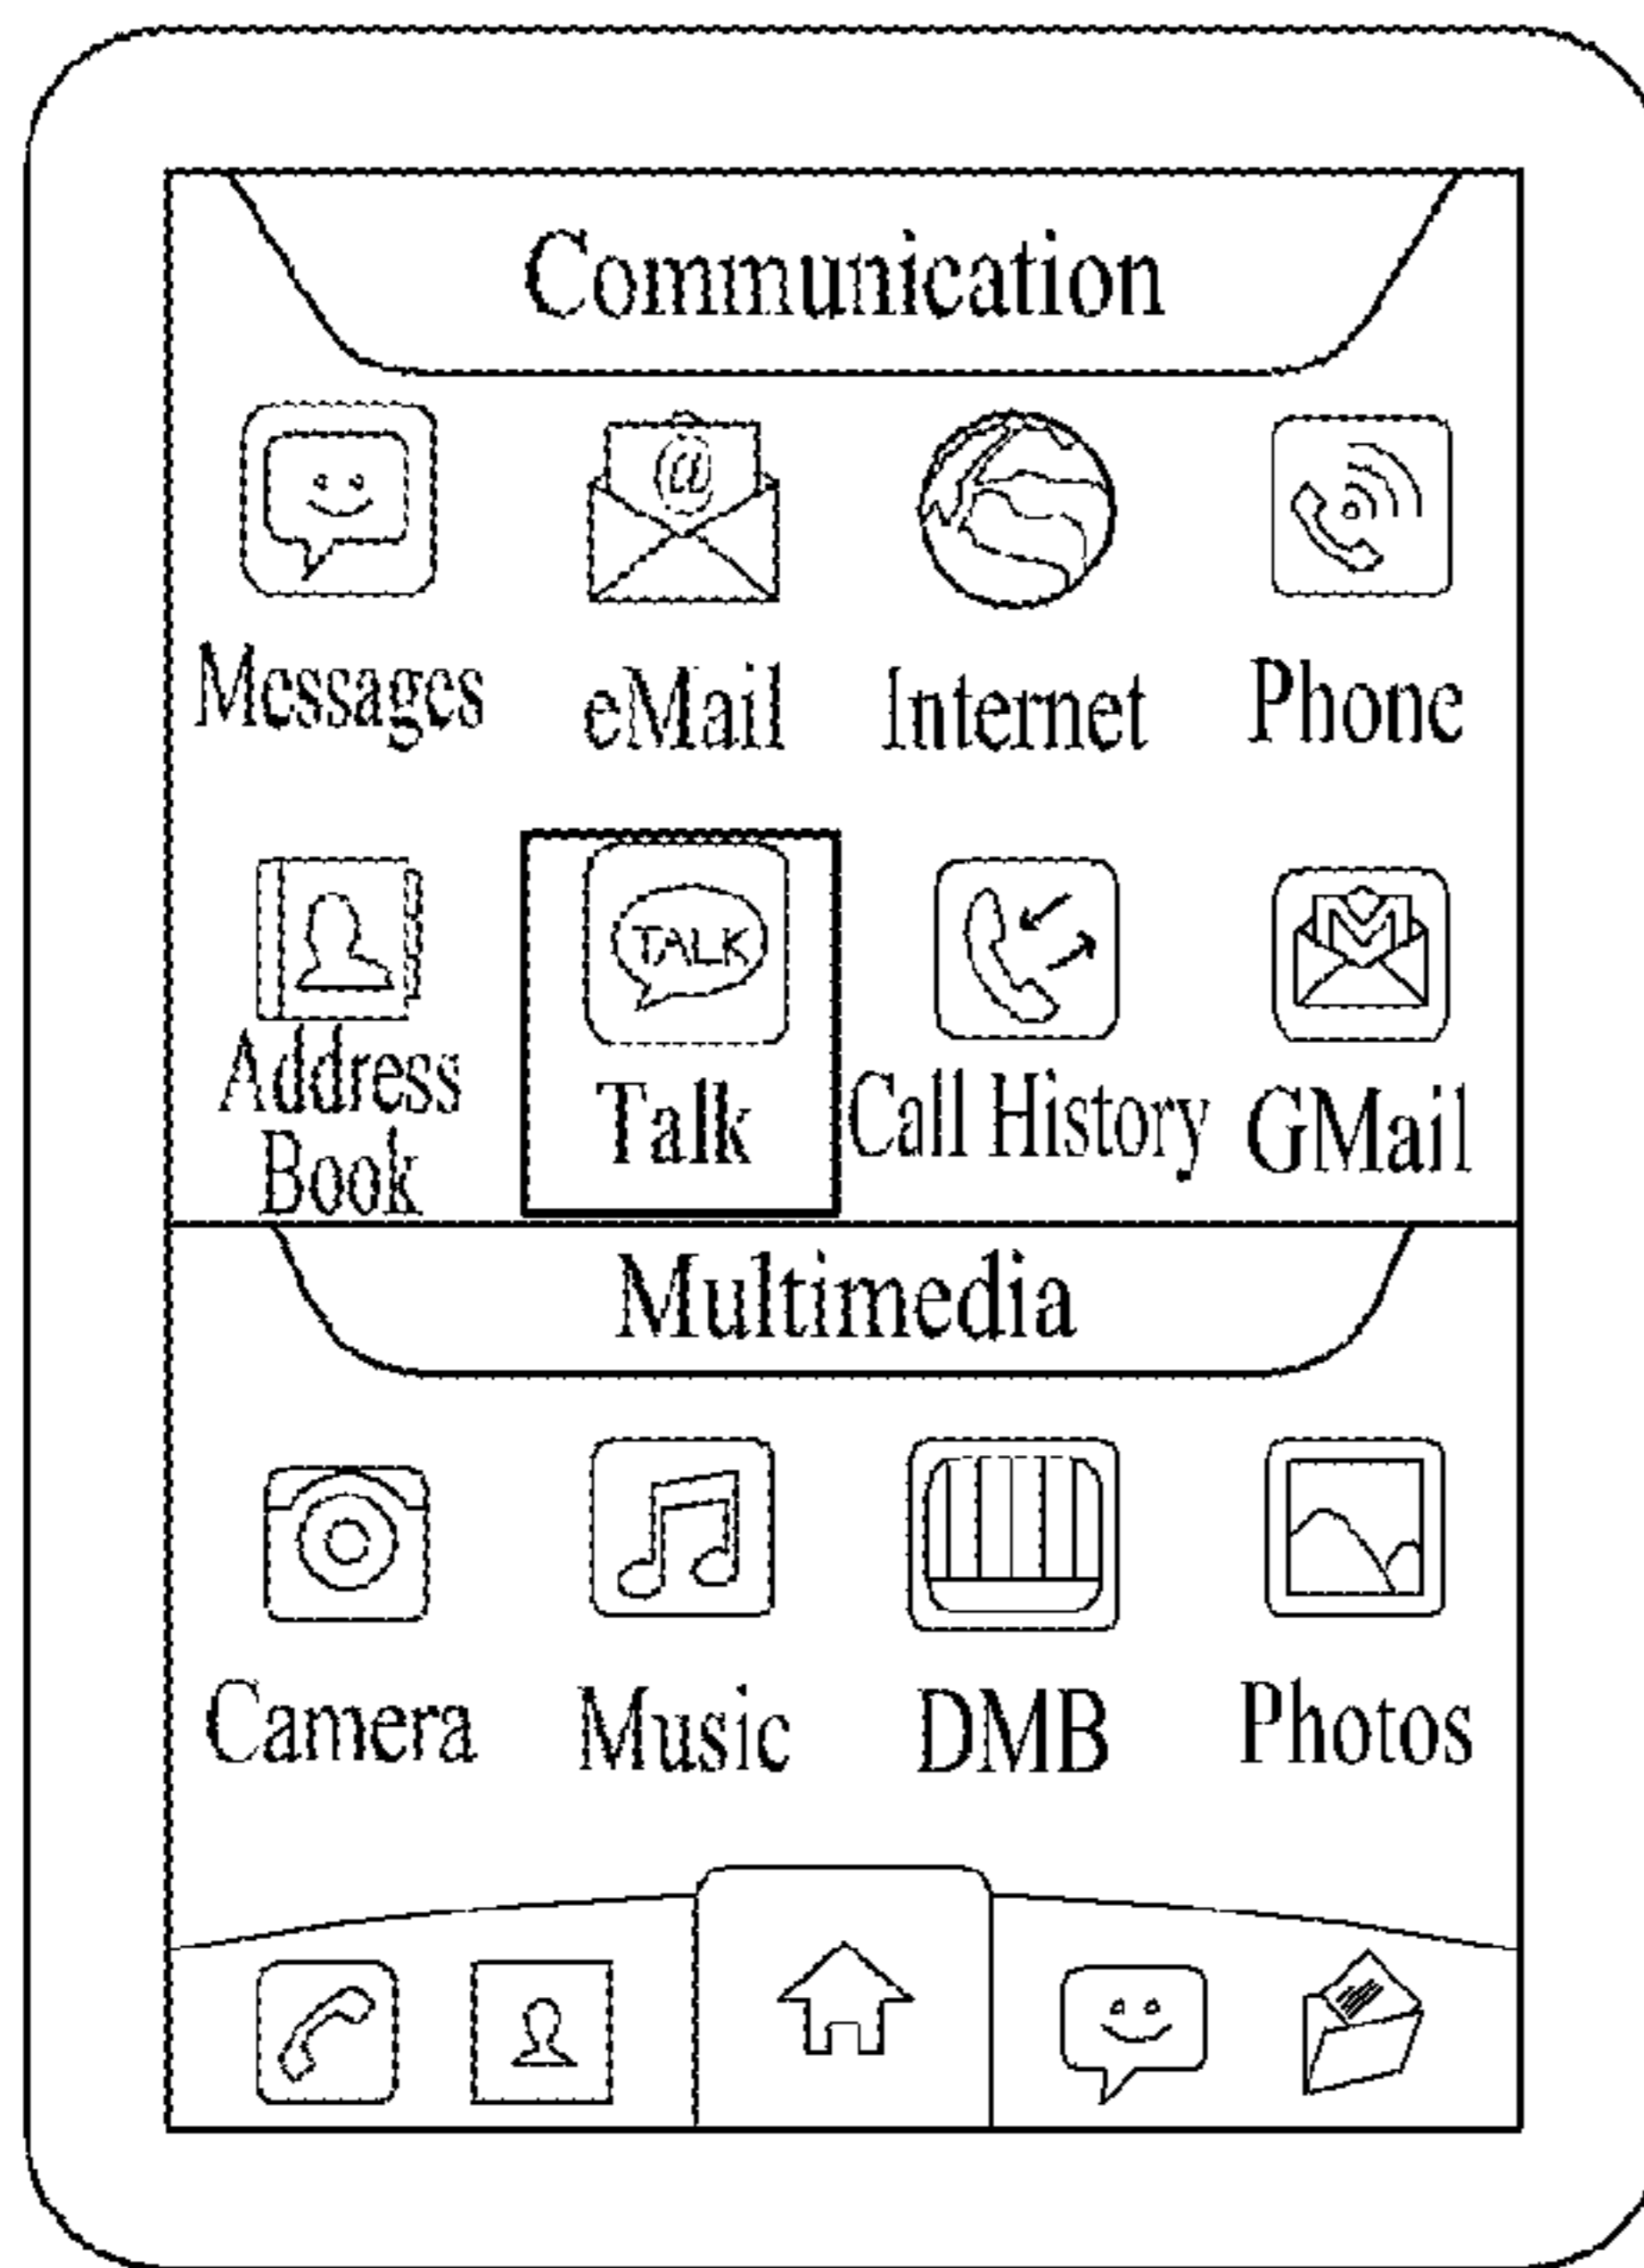 Communication
@
Messages eMail Internet Phone
TALK
Address Book Talk Call History GMail
Multimedia
Camera Music DMB Photos